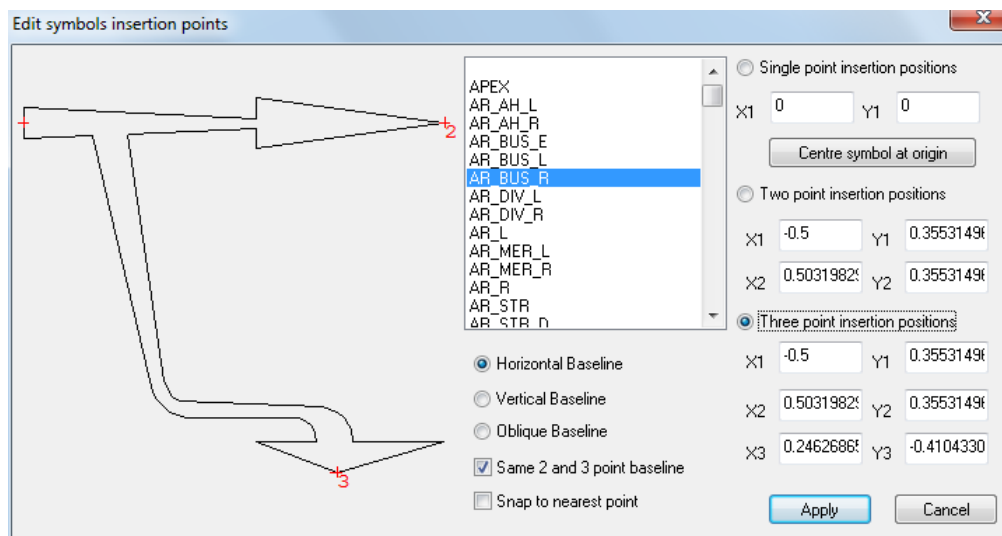 Edit symbols insertion points
x
2
3
APEX
AR_AH_L
AR_AH_R
AR_BUS_E
AR_BUS_L
AR_BUS_R
AR_DIV_L
AR_DIV_R
AR_L
AR_MER_L
AR_MER_R
AR_R
AR_STR
AR_STR_D
Horizontal Baseline
Vertical Baseline
Oblique Baseline
Same 2 and 3 point baseline
Snap to nearest point
Single point insertion positions
X1 0 Y1 0
Centre symbol at origin
Two point insertion positions
X1 -0.5 Y1 0.3553149
X2 0.5031982 Y2 0.3553149
Three point insertion positions
X1 -0.5 Y1 0.3553149
X2 0.5031982 Y2 0.3553149
X3 0.2462686 Y3 -0.4104330
Apply Cancel